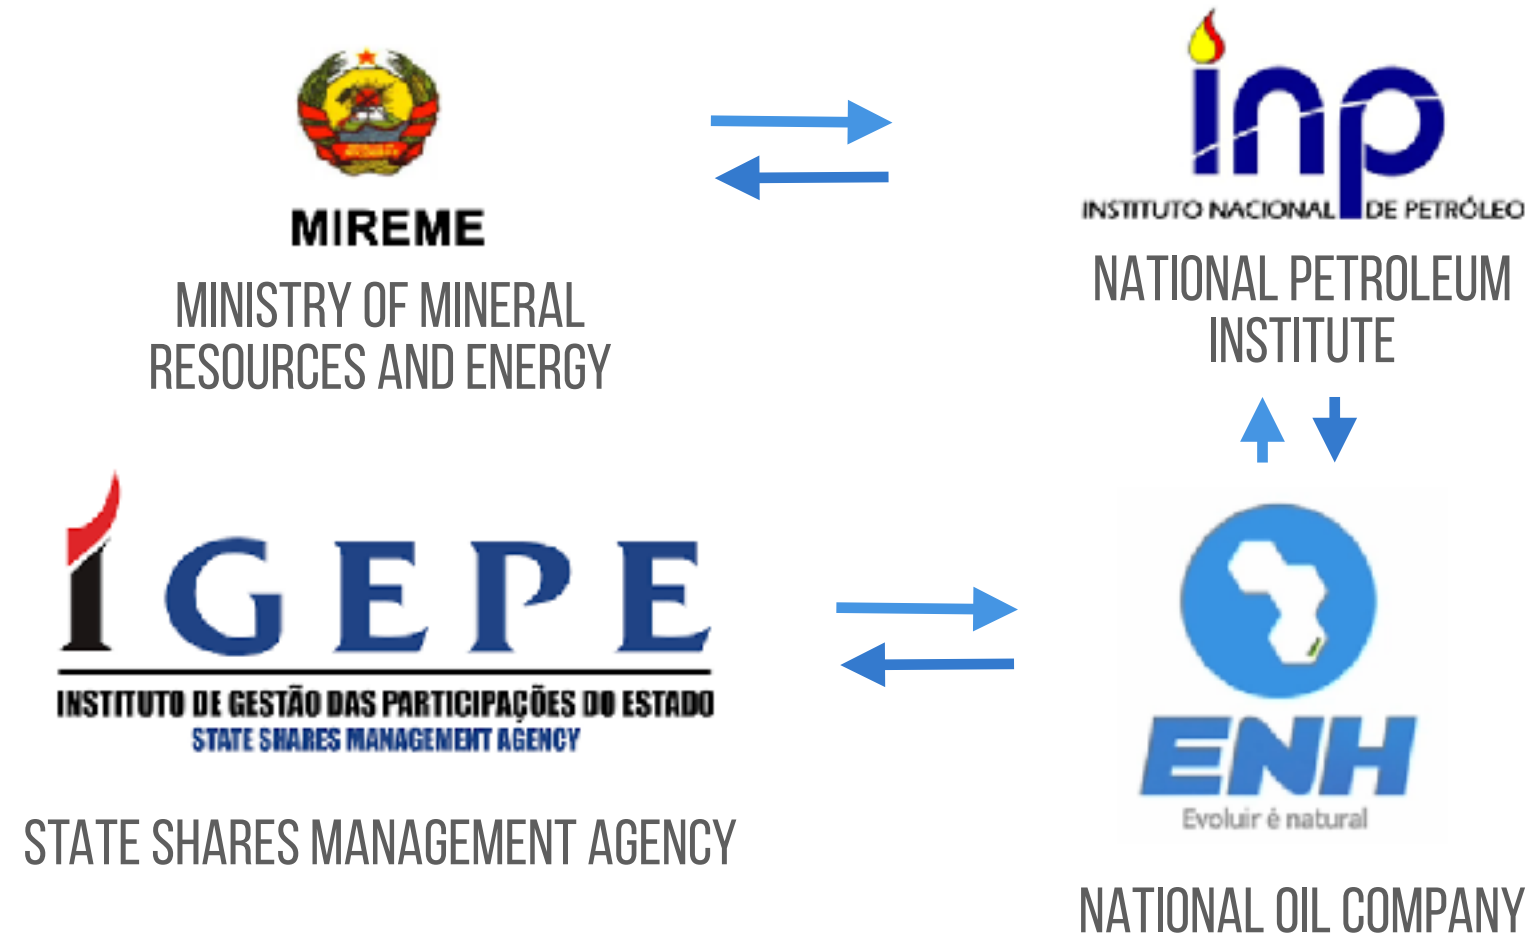 MIREME
MINISTRY OF MINERAL
RESOURCES AND ENERGY
inp
INSTITUTO NACIONAL DE PETRÓLEO
NATIONAL PETROLEUM
INSTITUTE
IGEPE
INSTITUTO DE GESTÃO DAS PARTICIPAÇÕES DO ESTADO
STATE SHARES MANAGEMENT AGENCY
STATE SHARES MANAGEMENT AGENCY
ENH
Evoluir é natural
NATIONAL OIL COMPANY